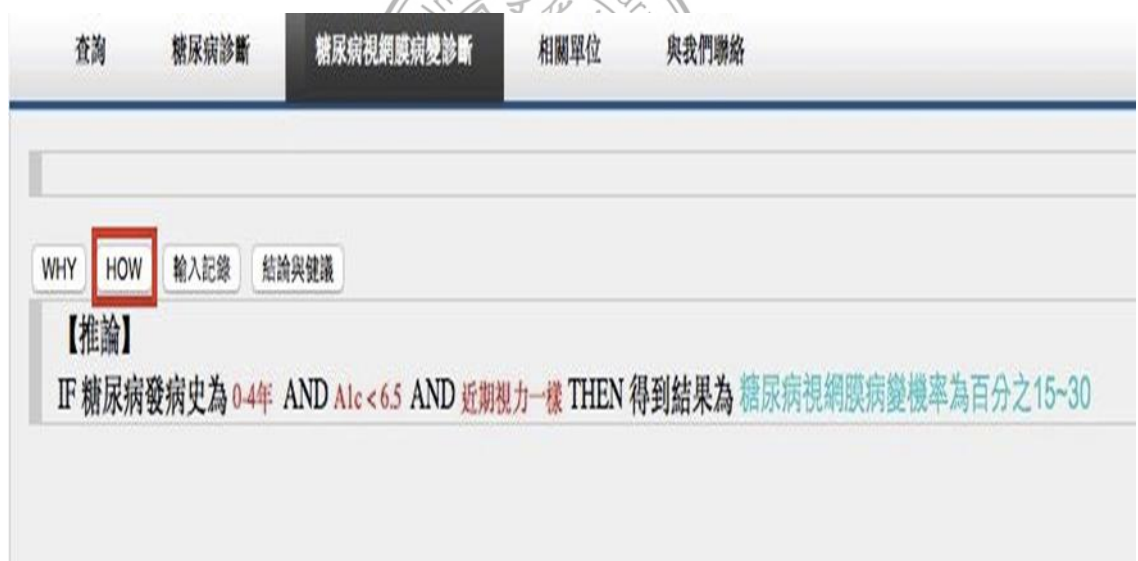 查詢 糖尿病診斷 糖尿病視網膜病變診斷 相關單位 與我們聯絡
WHY HOW 輸入記錄 結論與健議
【推論】
IF 糖尿病發病史為 0-4年 AND A1c < 6.5 AND 近期視力一樣 THEN 得到結果為 糖尿病視網膜病變機率為百分之15~30